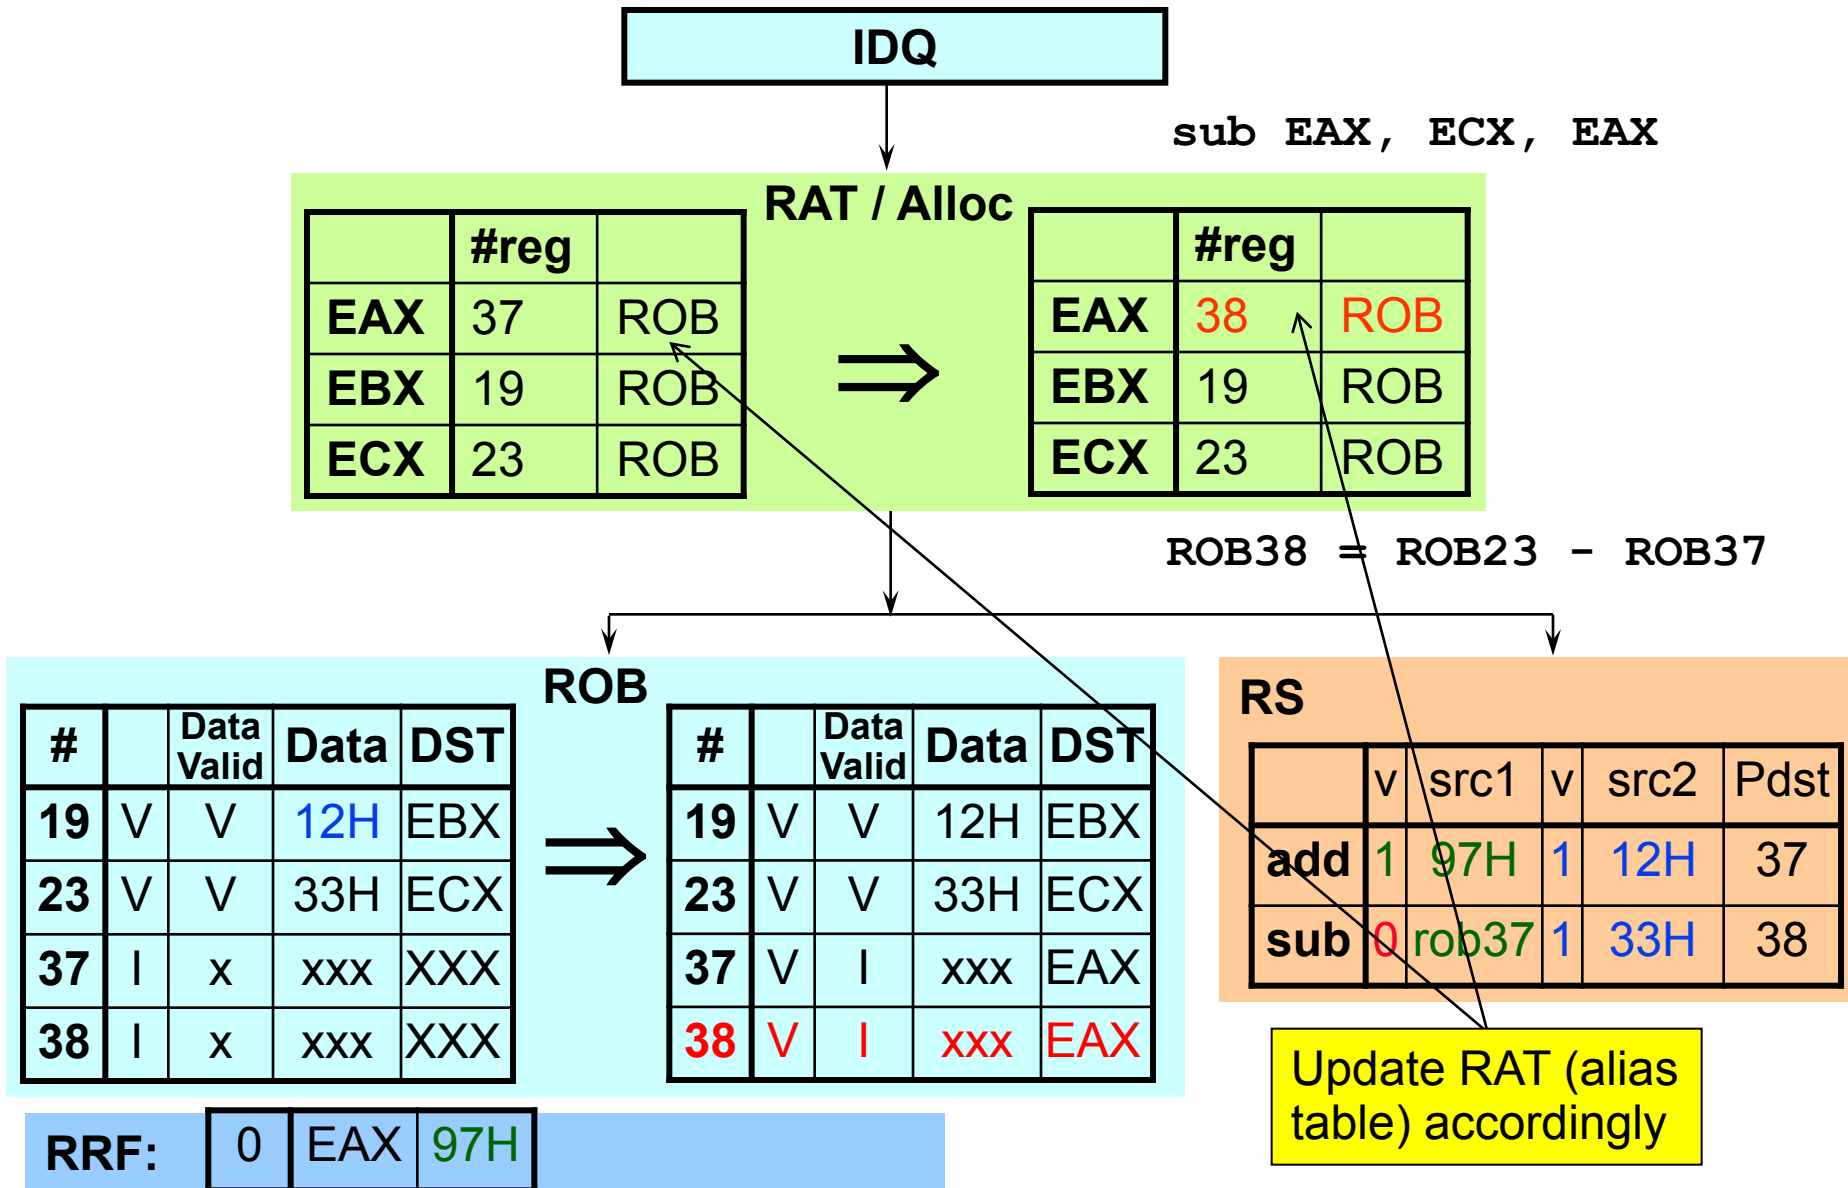 IDQ
sub EAX, ECX, EAX
RAT / Alloc
#reg
EAX 37 ROB
EBX 19 ROB
ECX 23 ROB
⇒
#reg
EAX 38 ROB
EBX 19 ROB
ECX 23 ROB
ROB38 = ROB23 - ROB37
ROB
# Data Valid Data DST
19 V V 12H EBX
23 V V 33H ECX
37 I x xxx XXX
38 I x xxx XXX
⇒
# Data Valid Data DST
19 V V 12H EBX
23 V V 33H ECX
37 V I xxx EAX
38 V I xxx EAX
RS
v src1 v src2 Pdst
add 1 97H 1 12H 37
sub 0 rob37 1 33H 38
Update RAT (alias
table) accordingly
RRF: 0 EAX 97H